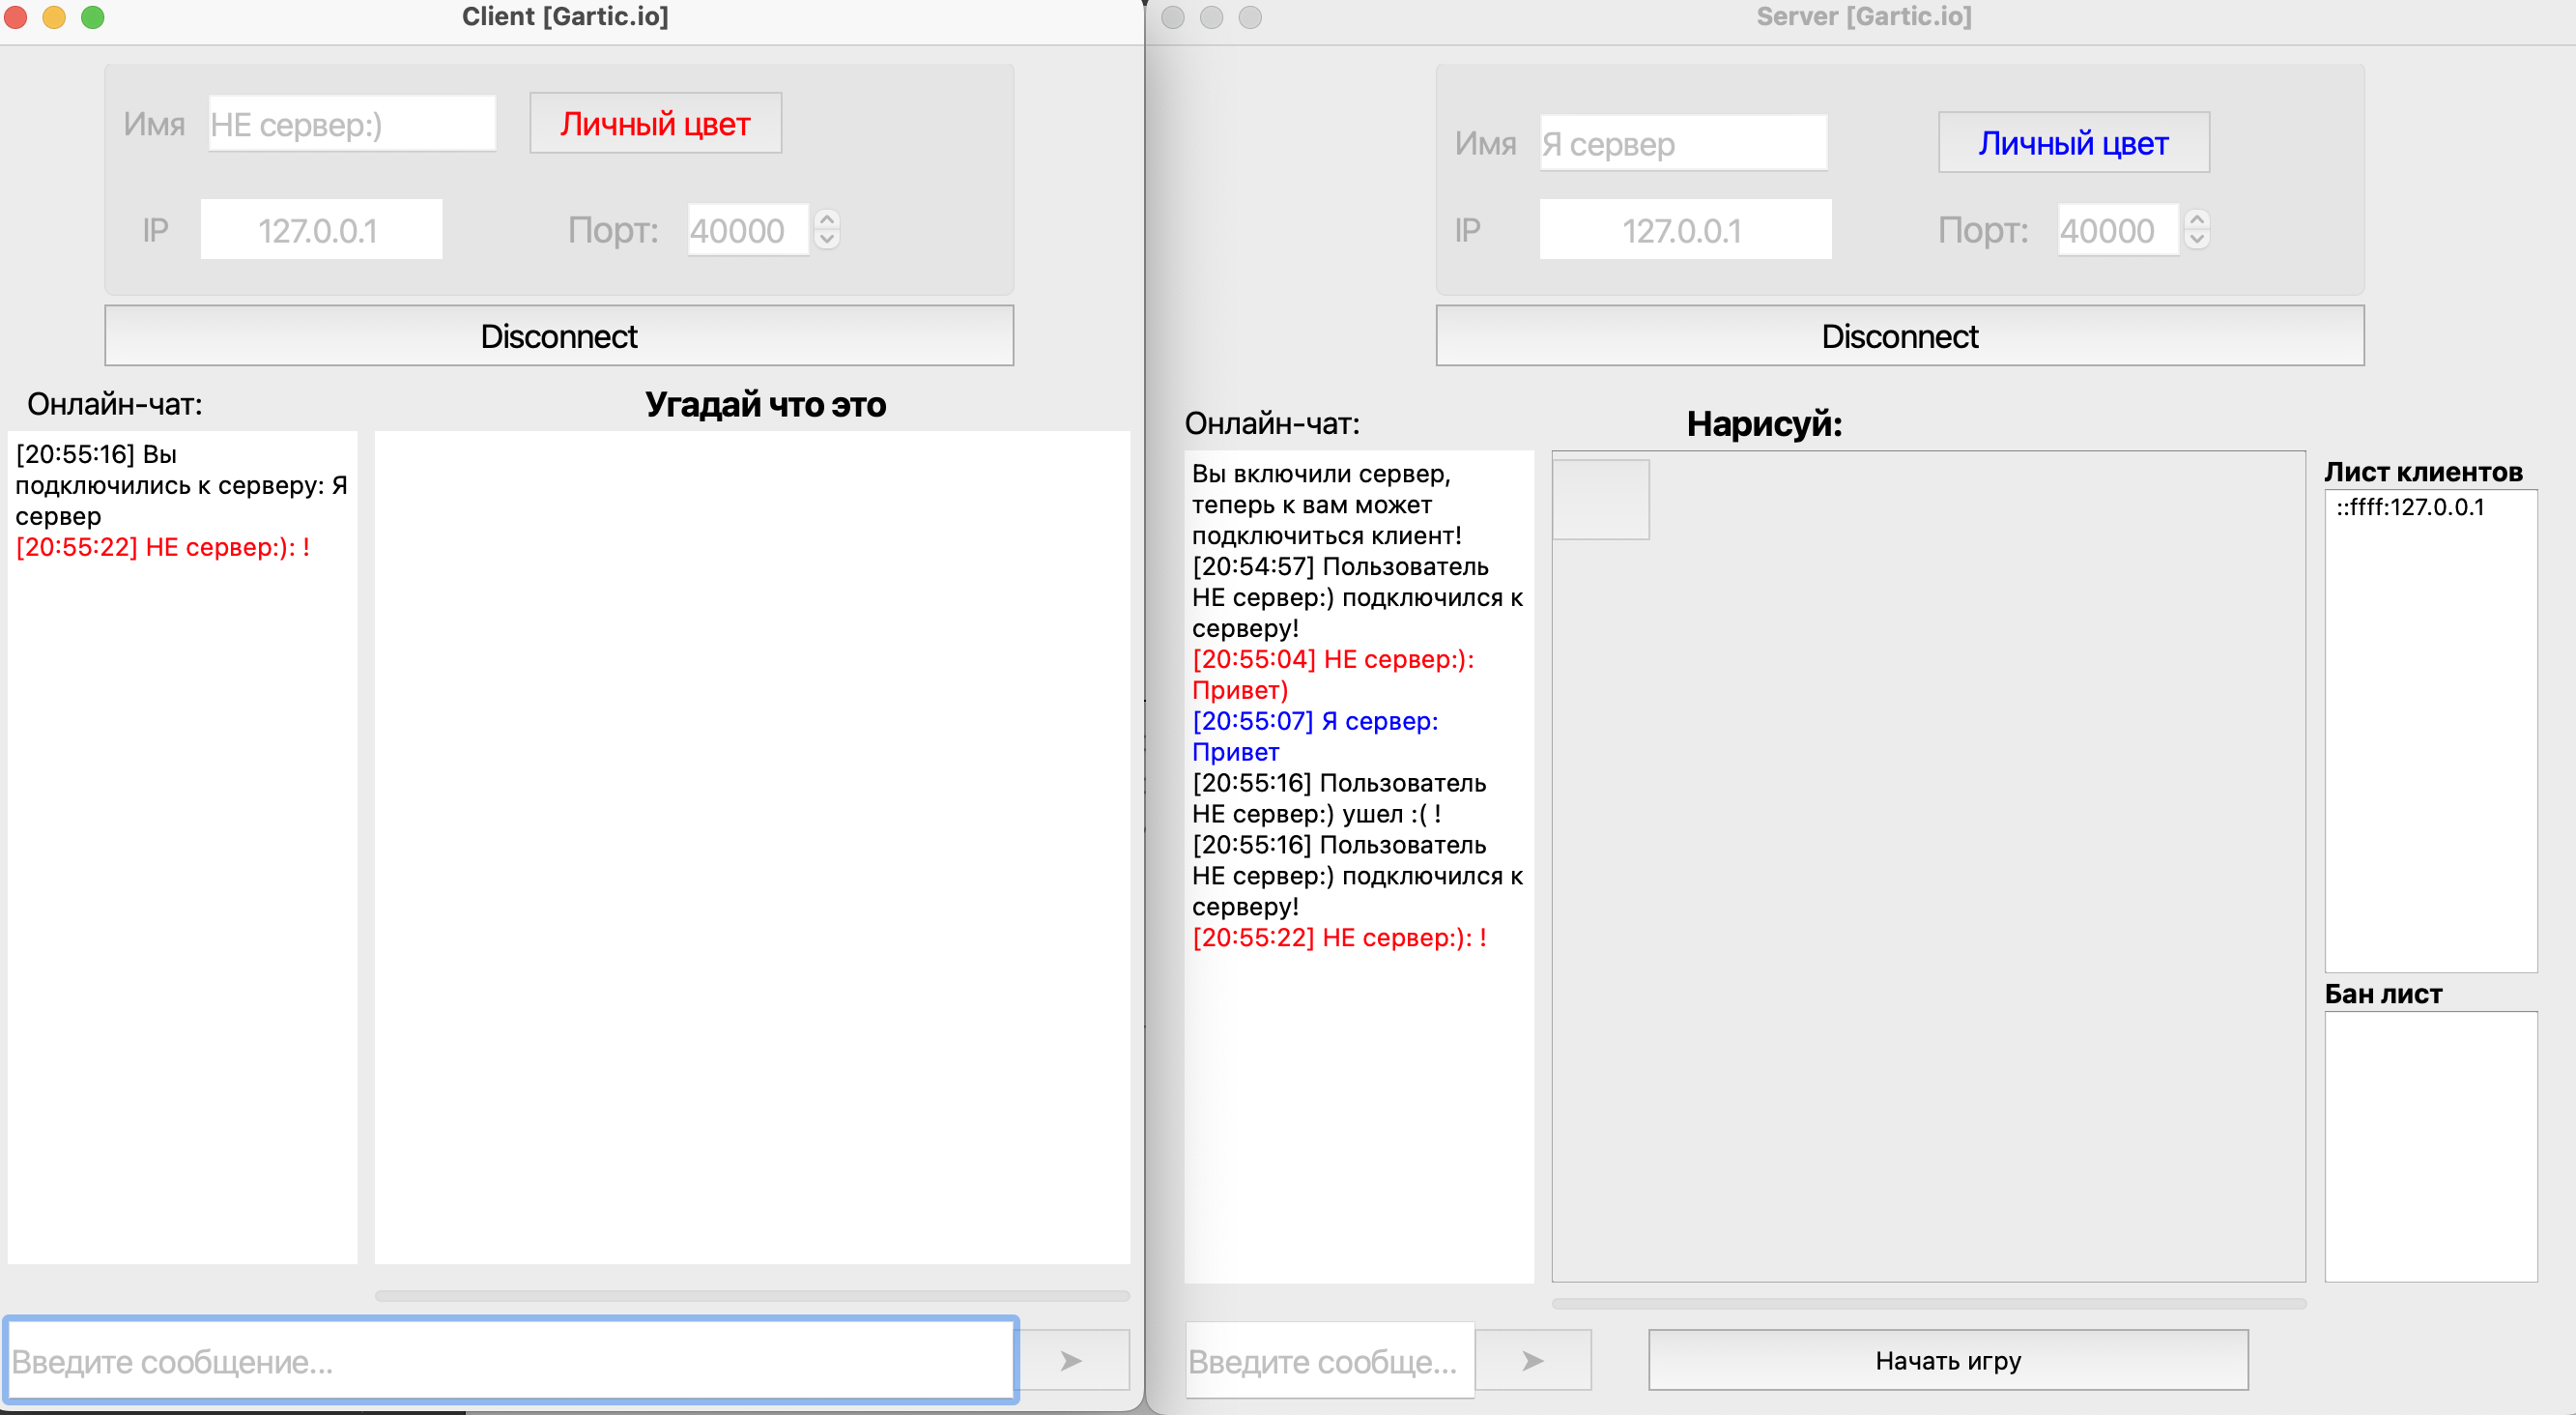 Client [Gartic.io]
Имя
НЕ сервер:)
Личный цвет
IP
127.0.0.1
Порт:
40000
Disconnect
Онлайн-чат:
Угадай что это
[20:55:16] Вы
подключились к серверу: Я
сервер
[20:55:22] НЕ сервер:): !
Введите сообщение...
Server [Gartic.io]
Имя
Я сервер
Личный цвет
IP
127.0.0.1
Порт:
40000
Disconnect
Онлайн-чат:
Нарисуй:
Вы включили сервер,
теперь к вам может
подключиться клиент!
[20:54:57] Пользователь
НЕ сервер:) подключился к
серверу!
[20:55:04] НЕ сервер:):
Привет)
[20:55:07] Я сервер:
Привет
[20:55:16] Пользователь
НЕ сервер:) ушел :( !
[20:55:16] Пользователь
НЕ сервер:) подключился к
серверу!
[20:55:22] НЕ сервер:): !
Лист клиентов
::ffff:127.0.0.1
Бан лист
Введите сообще...
Начать игру